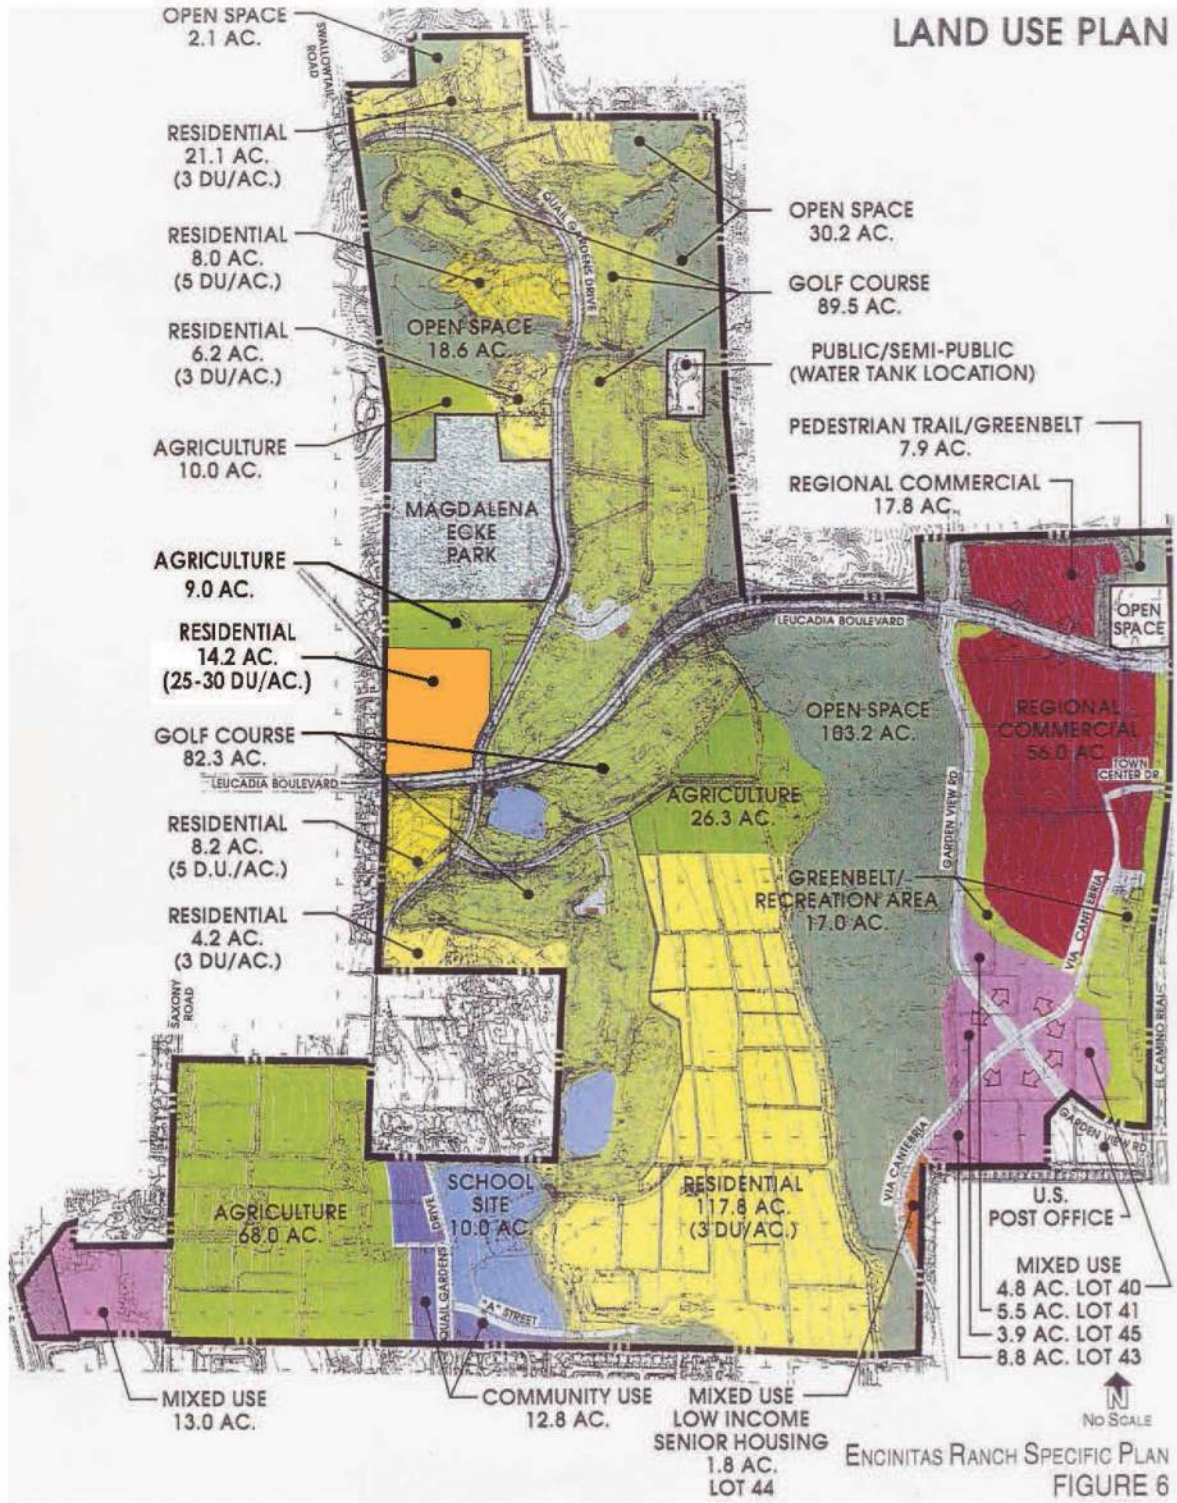 LAND USE PLAN
OPEN SPACE
2.1 AC.
SWALLOWTAIL
ROAD
RESIDENTIAL
21.1 AC.
(3 DU/AC.)
QUAIL GARDENS DRIVE
OPEN SPACE
30.2 AC.
RESIDENTIAL
8.0 AC.
(5 DU/AC.)
GOLF COURSE
89.5 AC.
OPEN SPACE
18.6 AC.
RESIDENTIAL
6.2 AC.
(3 DU/AC.)
PUBLIC/SEMI-PUBLIC
(WATER TANK LOCATION)
AGRICULTURE
10.0 AC.
PEDESTRIAN TRAIL/GREENBELT
7.9 AC.
REGIONAL COMMERCIAL
17.8 AC.
MAGDALENA
ECKE
PARK
AGRICULTURE
9.0 AC.
OPEN
SPACE
LEUCADIA BOULEVARD
RESIDENTIAL
14.2 AC.
(25-30 DU/AC.)
OPEN SPACE
103.2 AC.
REGIONAL
COMMERCIAL
56.0 AC.
GOLF COURSE
82.3 AC.
LEUCADIA BOULEVARD
TOWN
CENTER DR.
AGRICULTURE
26.3 AC.
GARDEN VIEW RD
RESIDENTIAL
8.2 AC.
(5 D.U./AC.)
GREENBELT/
RECREATION AREA
17.0 AC.
VIA CANTEBRIA
RESIDENTIAL
4.2 AC.
(3 DU/AC.)
SAXONY
ROAD
EL CAMINO REAL
GARDEN VIEW RD
VIA CANTEBRIA
SCHOOL
SITE
10.0 AC.
RESIDENTIAL
117.8 AC.
(3 DU/AC.)
U.S.
POST OFFICE
AGRICULTURE
68.0 AC.
QUAIL GARDENS DRIVE
"A" STREET
MIXED USE
4.8 AC. LOT 40
5.5 AC. LOT 41
3.9 AC. LOT 45
8.8 AC. LOT 43
MIXED USE
13.0 AC.
COMMUNITY USE
12.8 AC.
MIXED USE
LOW INCOME
SENIOR HOUSING
1.8 AC.
LOT 44
N
NO SCALE
ENCINITAS RANCH SPECIFIC PLAN
FIGURE 6